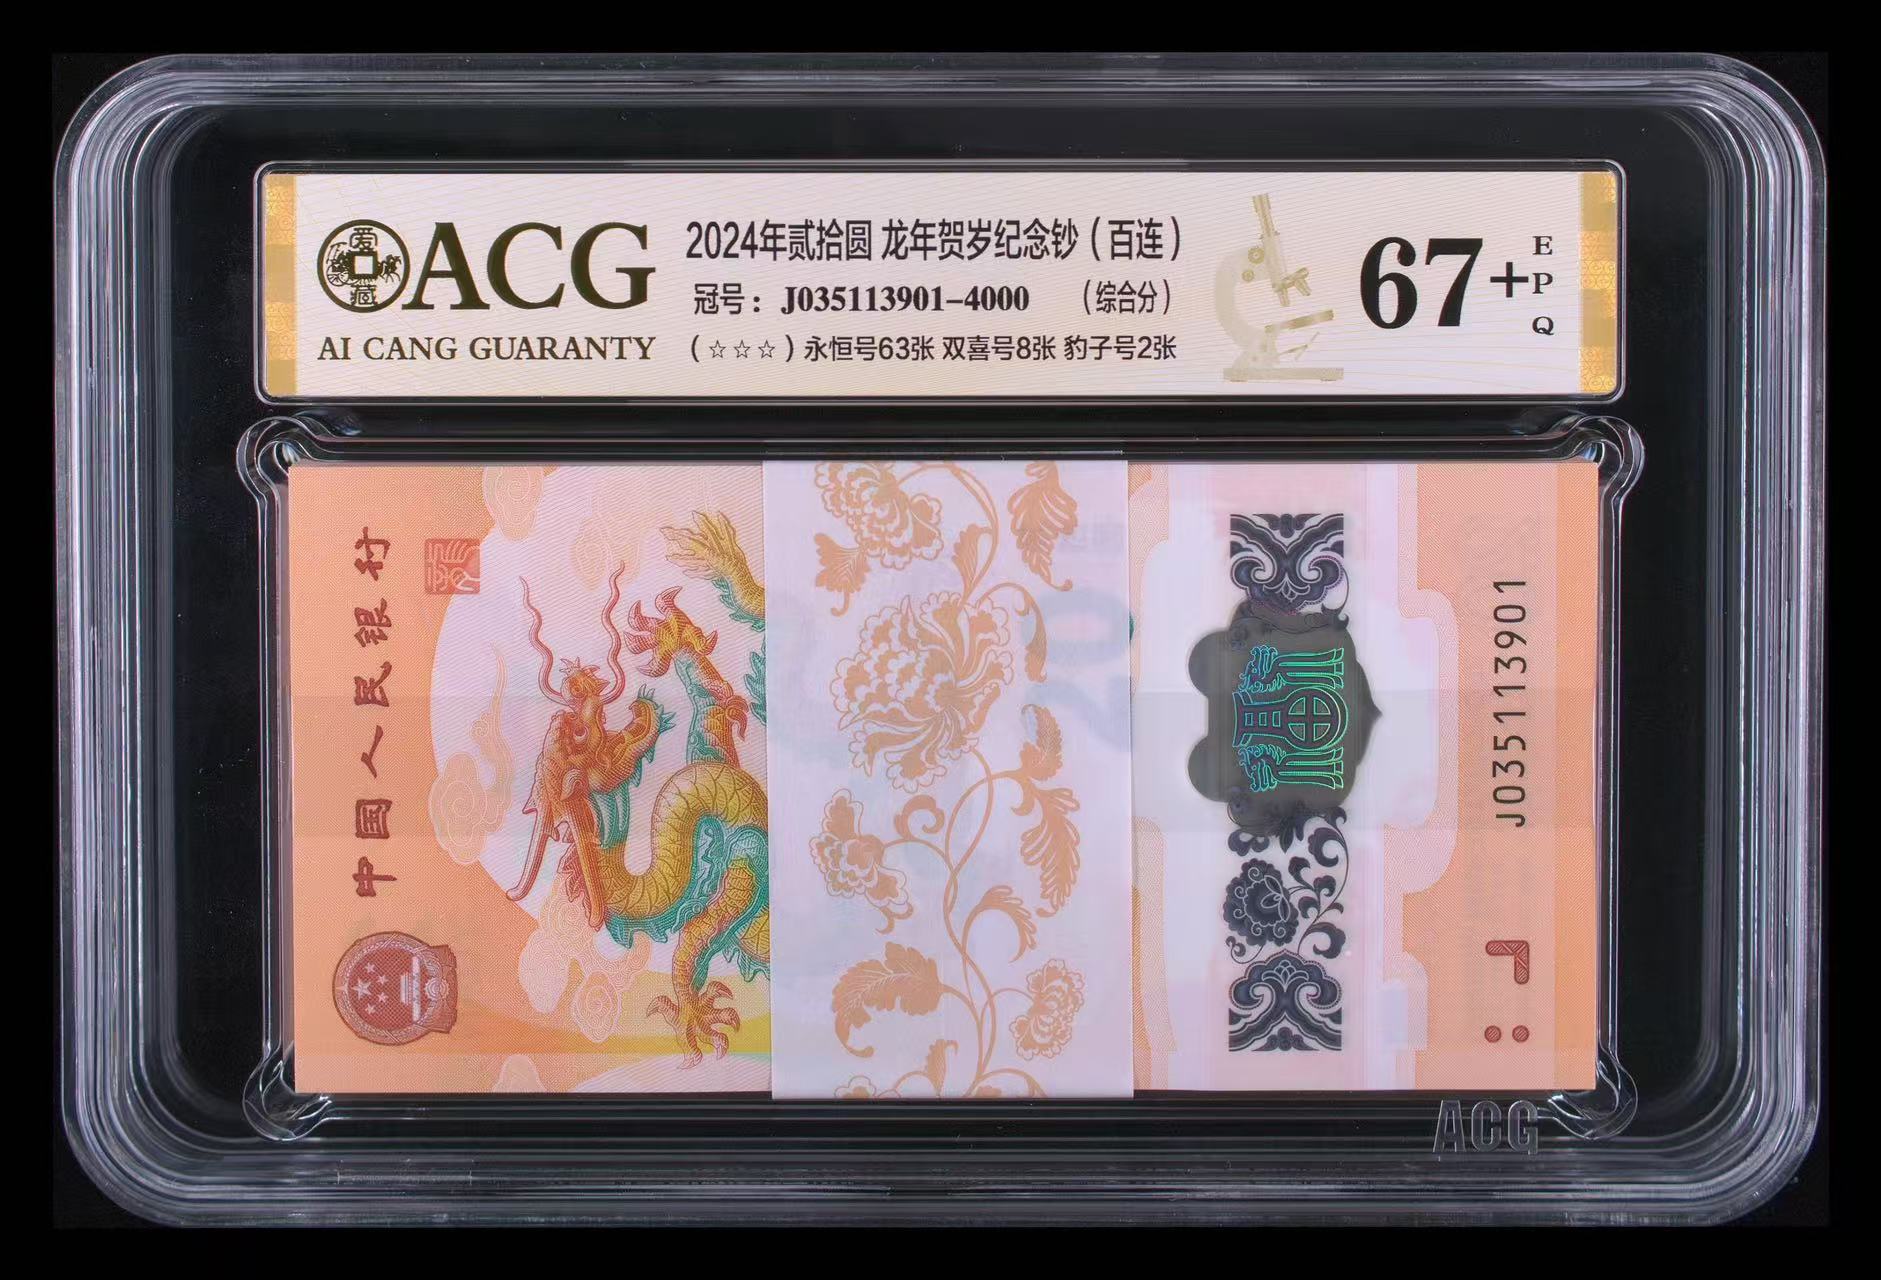 ACG
AI CANG GUARANTY
2024年贰拾圆 龙年贺岁纪念钞（百连）
冠号：J035113901-4000 （综合分）
（☆☆☆）永恒号63张 双喜号8张 豹子号2张
67+
EPQ
中国人民银行
20
J035113901
ACG